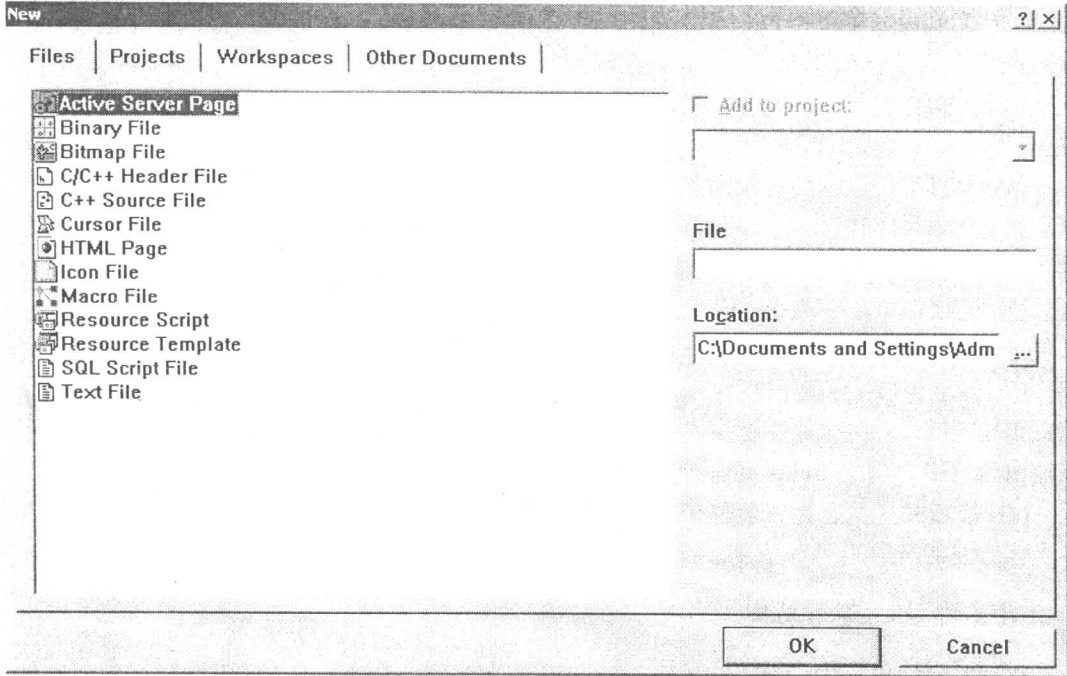 New
Files Projects Workspaces Other Documents
Active Server Page
Binary File
Bitmap File
C/C++ Header File
C++ Source File
Cursor File
HTML Page
Icon File
Macro File
Resource Script
Resource Template
SQL Script File
Text File
Add to project:
File
Location:
C:\Documents and Settings\Adm ...
OK Cancel